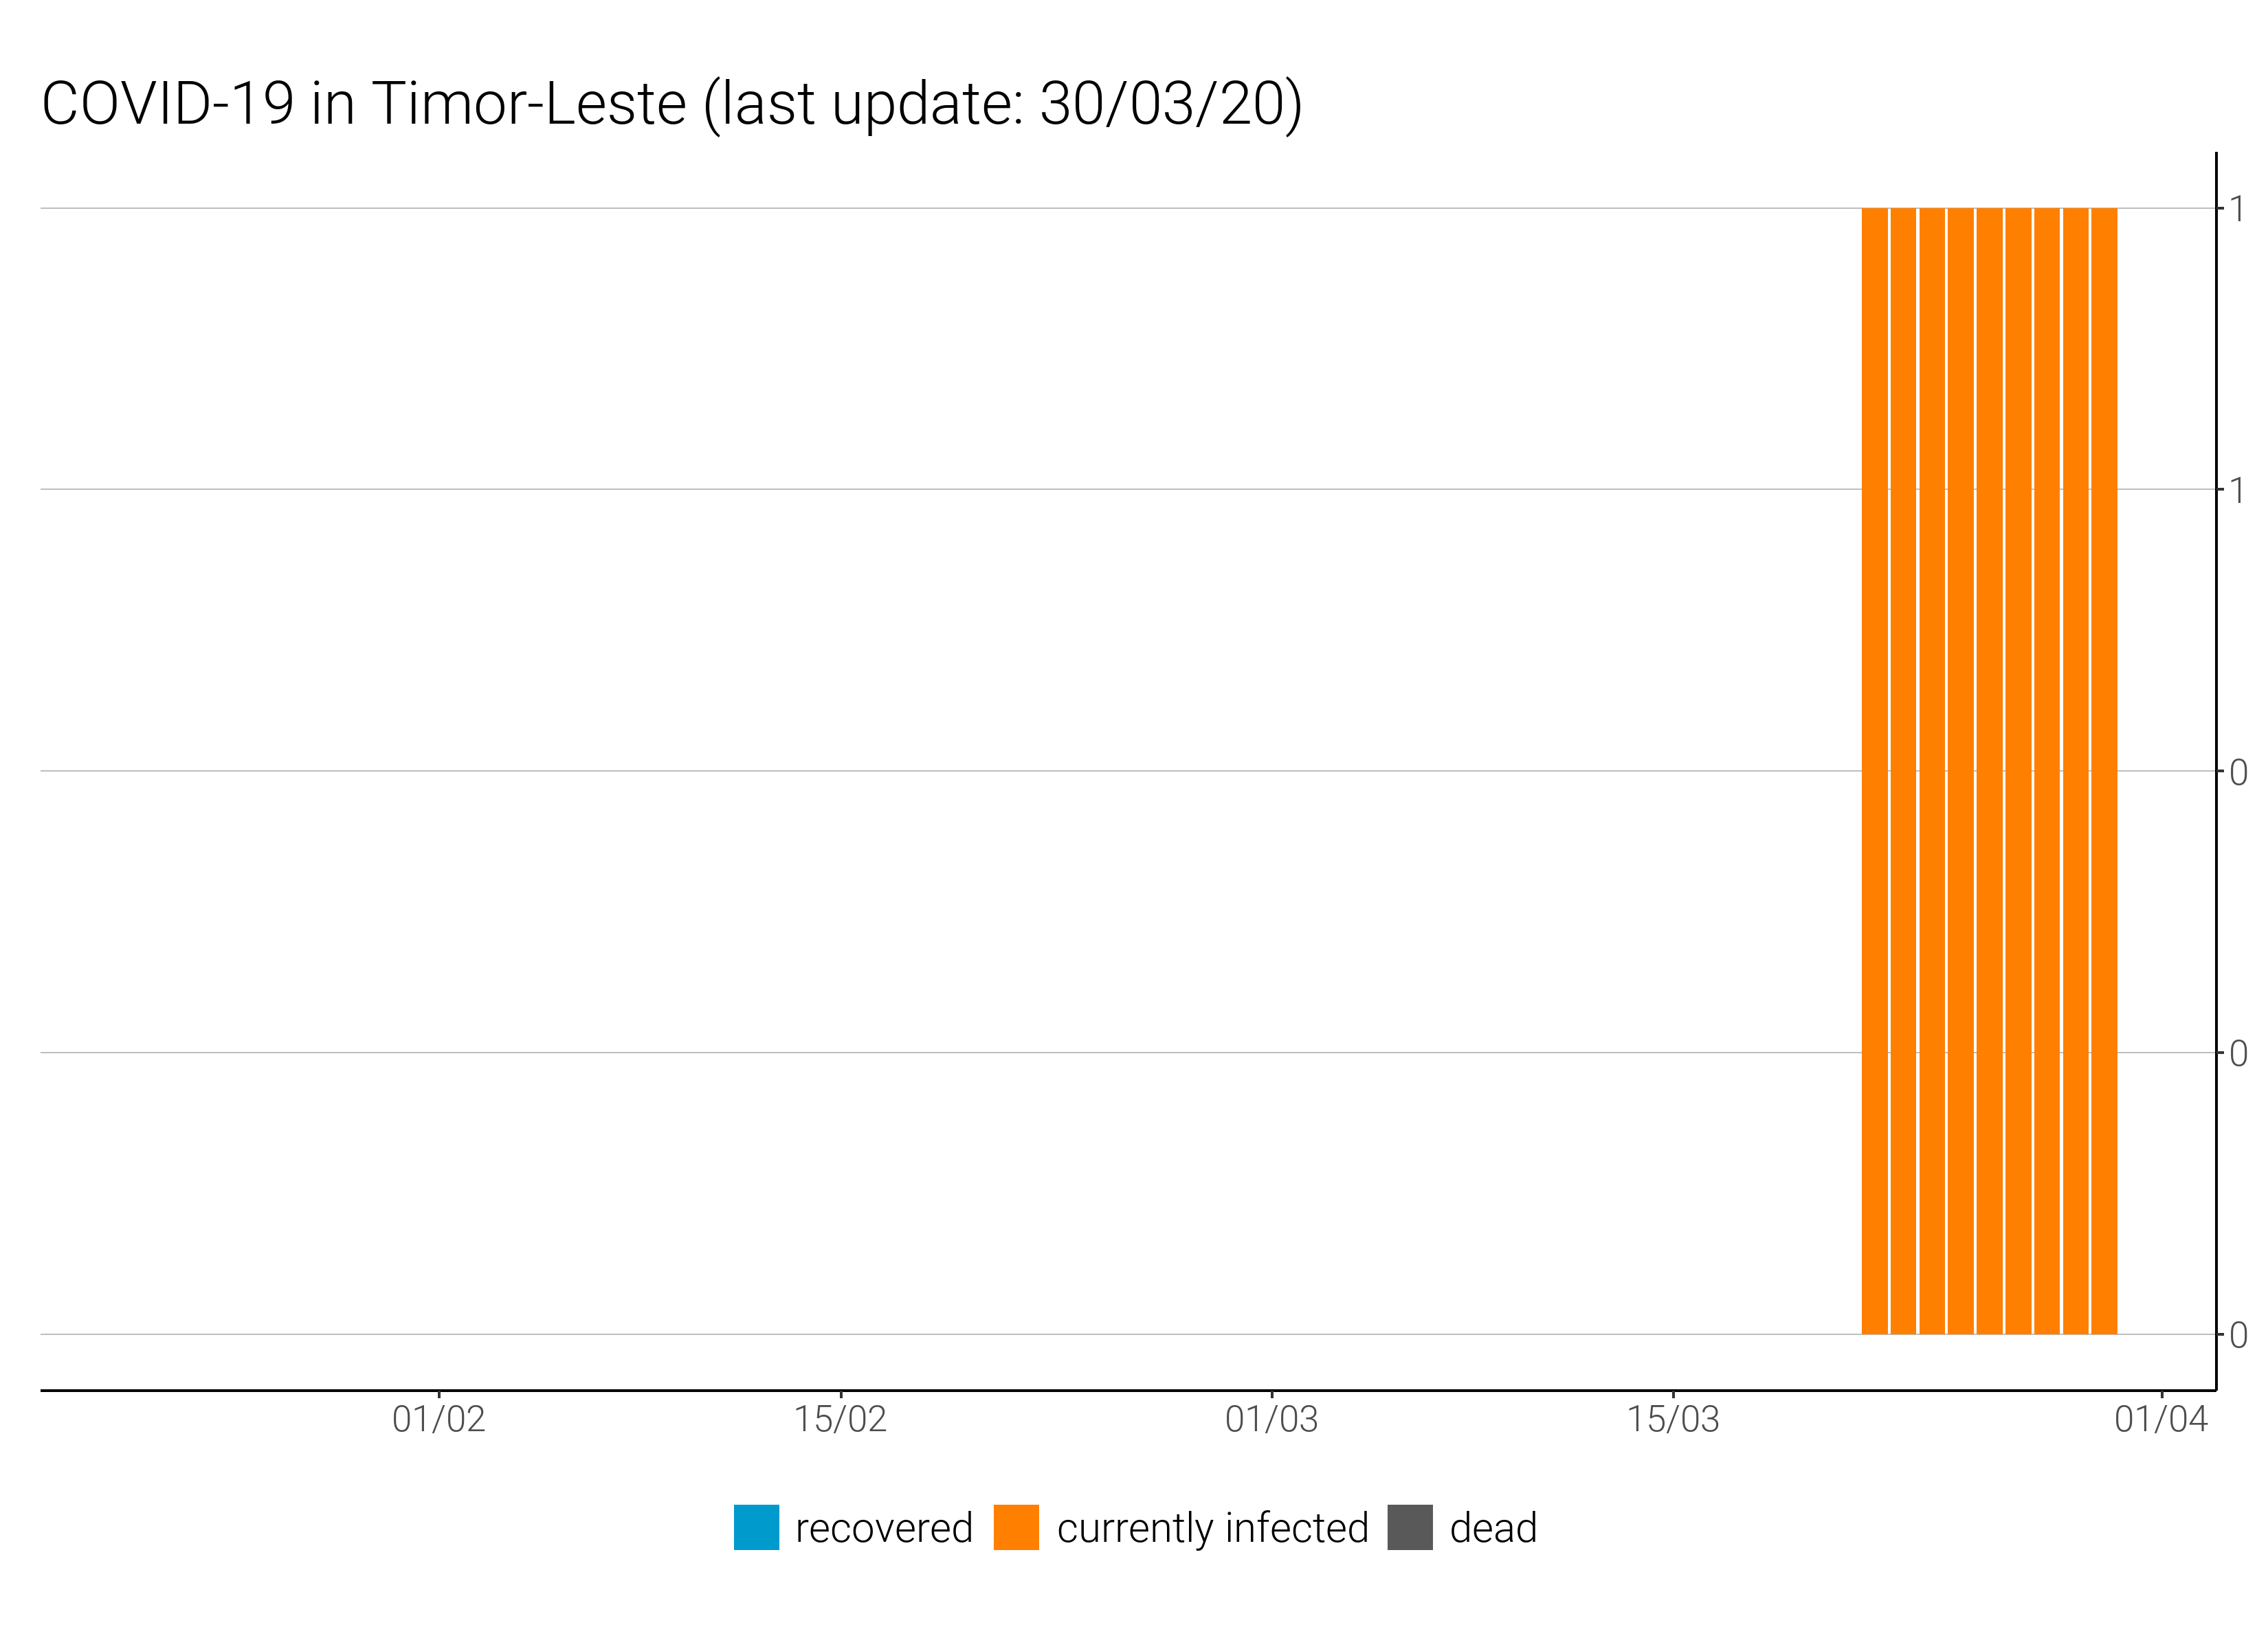 COVID-19 in Timor-Leste (last update: 30/03/20)
1
1
0
0
0
01/02 15/02 01/03 15/03 01/04
recovered currently infected dead